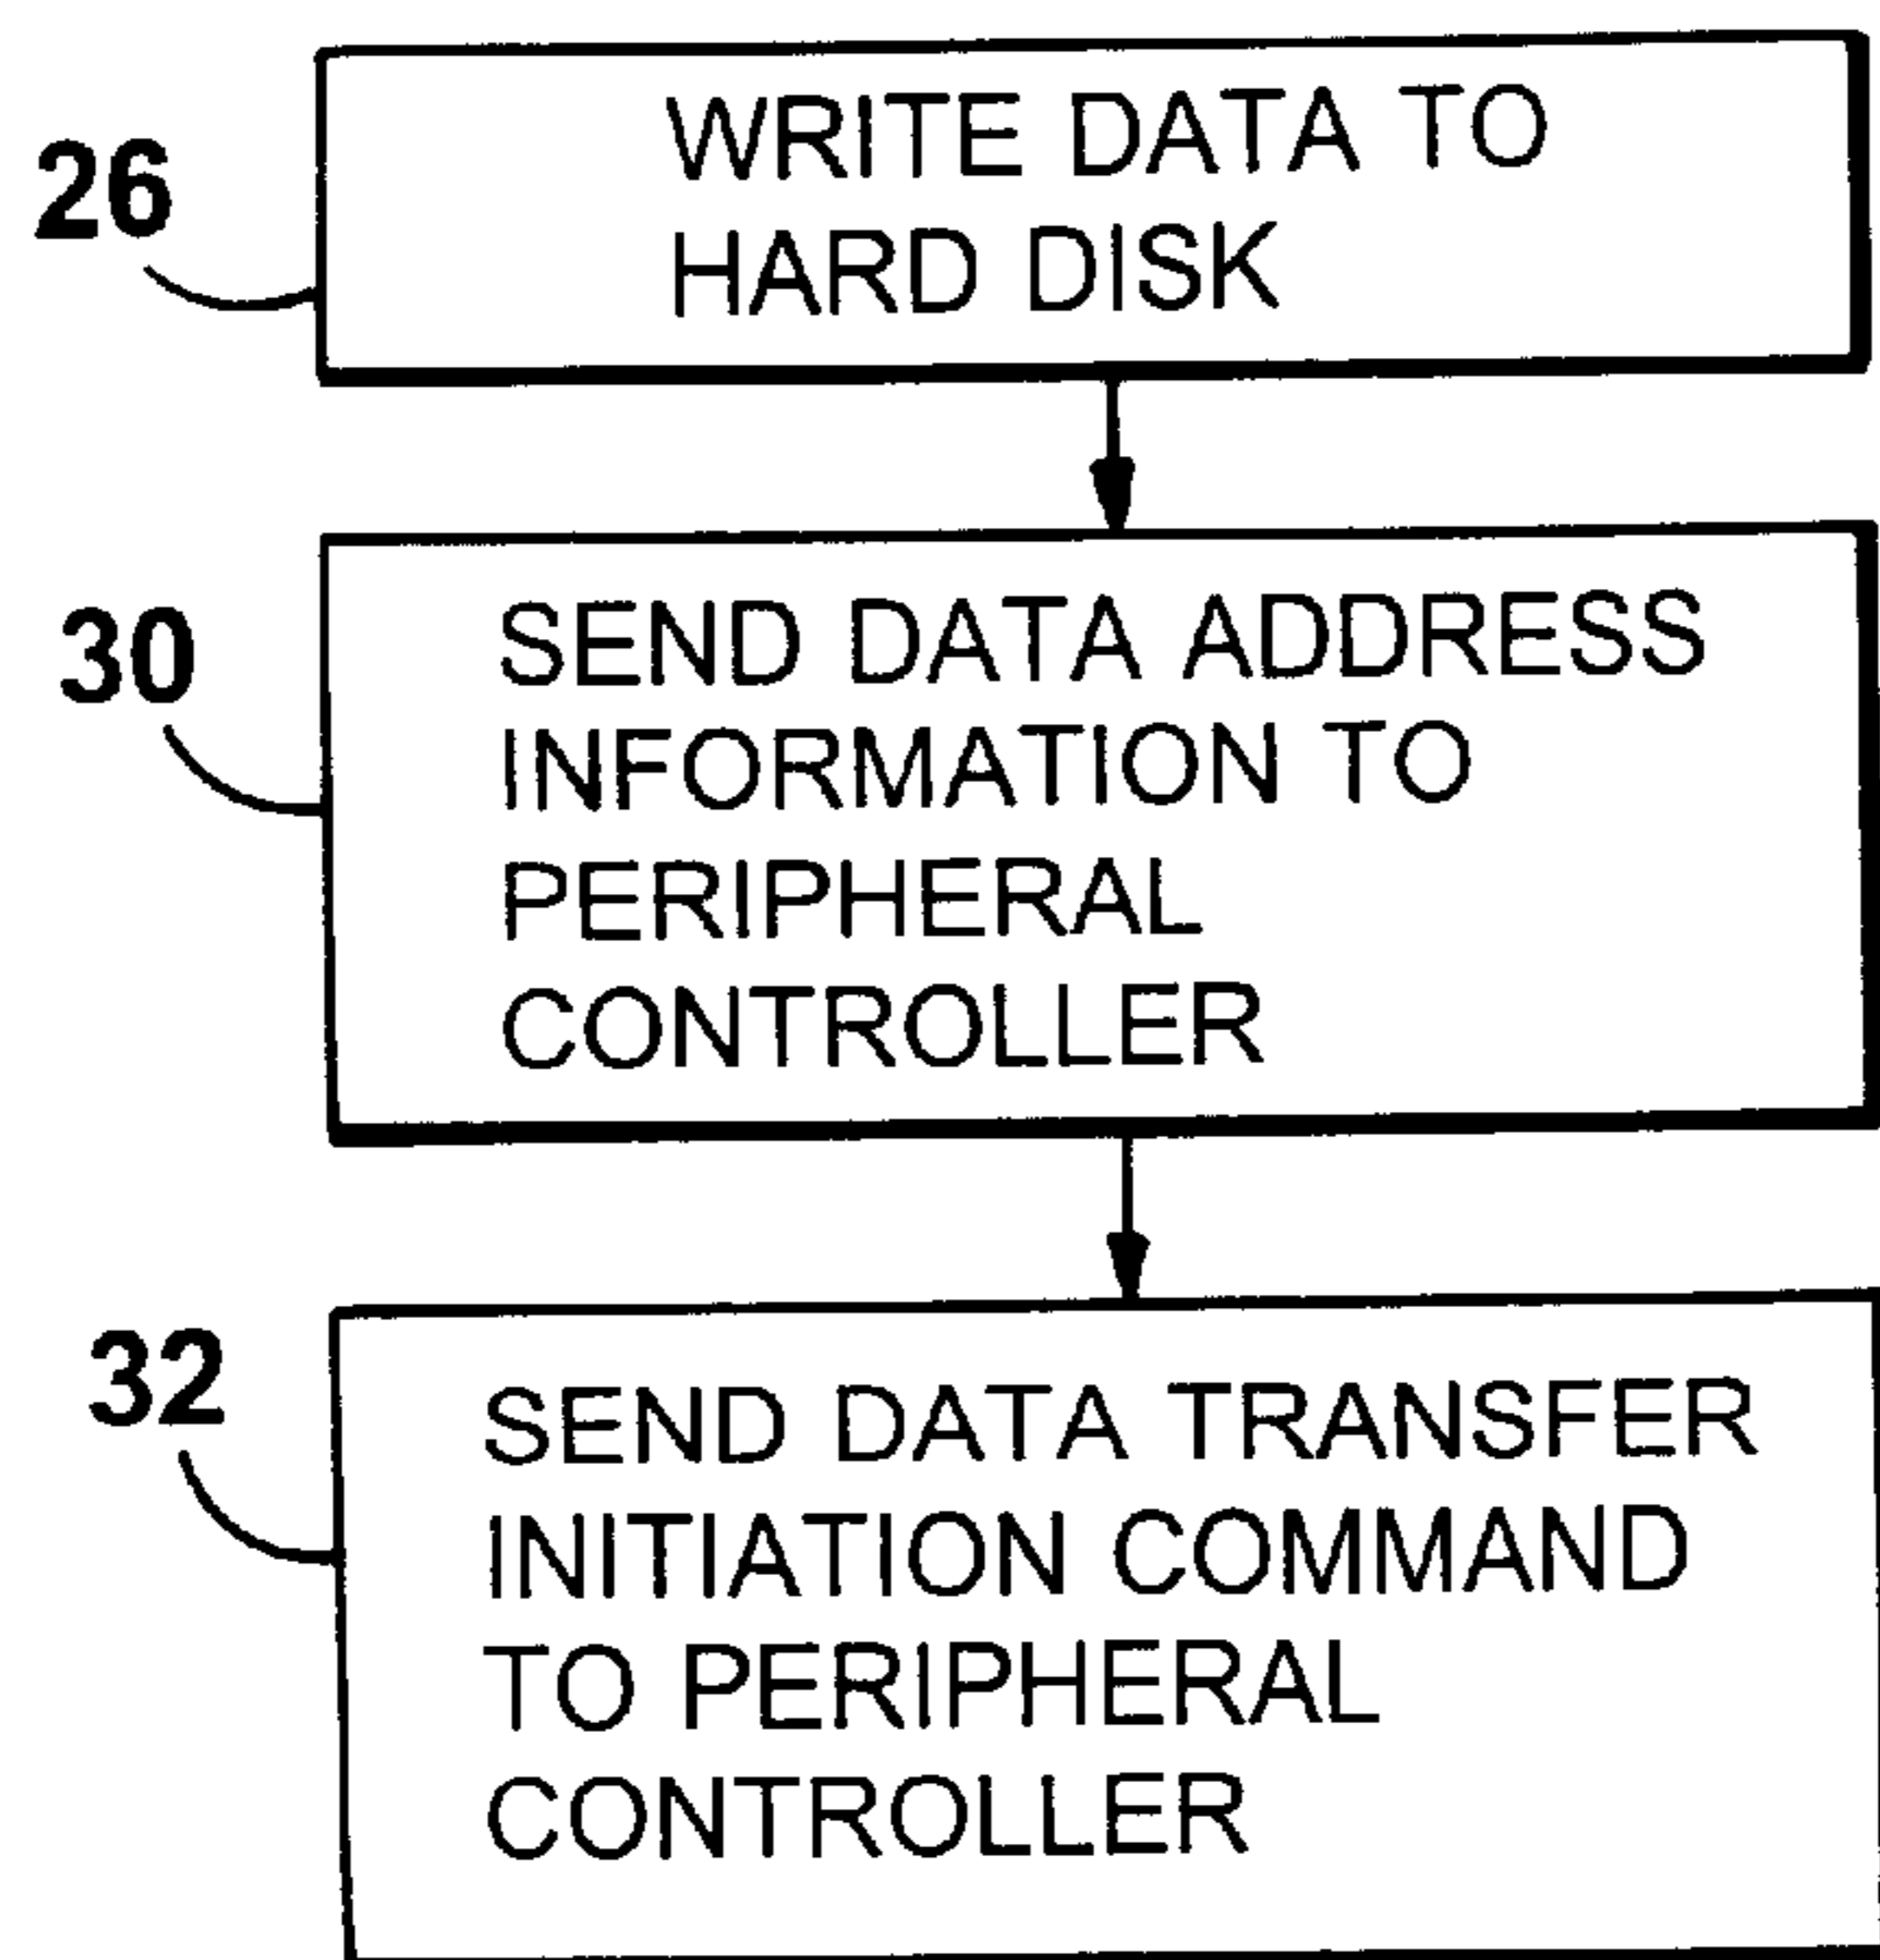 26
WRITE DATA TO
HARD DISK
30
SEND DATA ADDRESS
INFORMATION TO
PERIPHERAL
CONTROLLER
32
SEND DATA TRANSFER
INITIATION COMMAND
TO PERIPHERAL
CONTROLLER